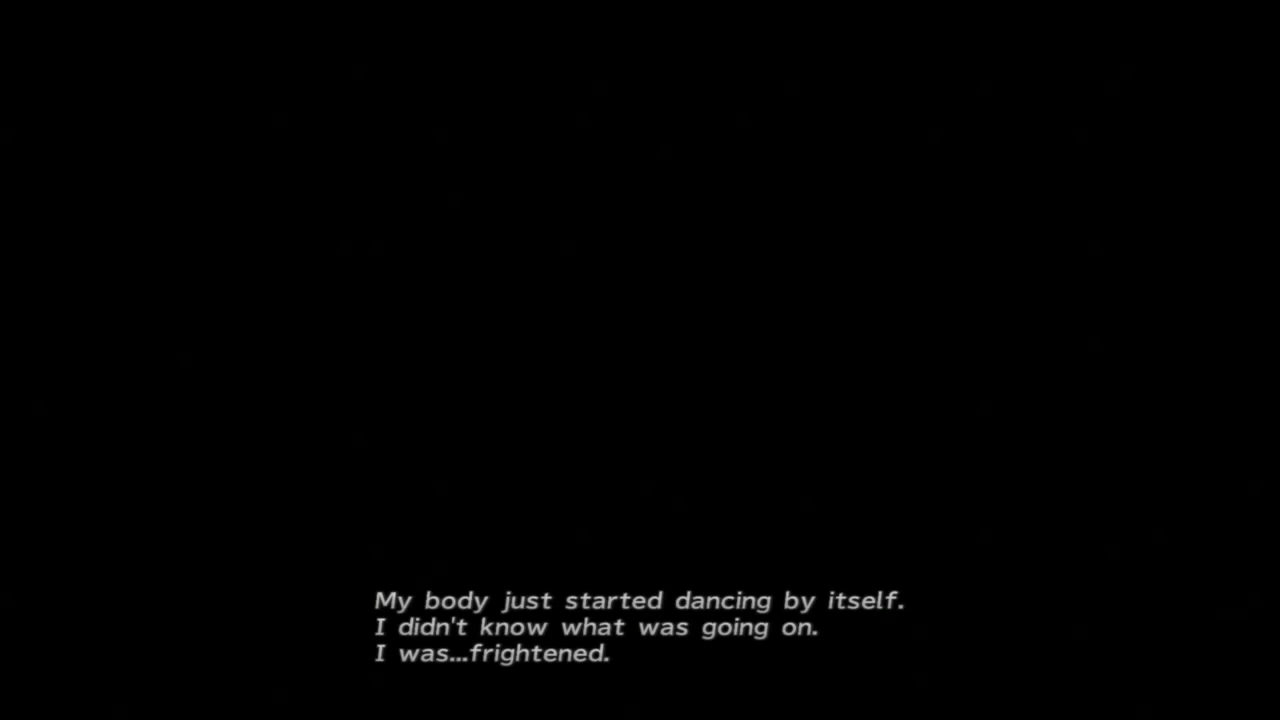 My body just started dancing by itself.
I didn't know what was going on.
I was...frightened.